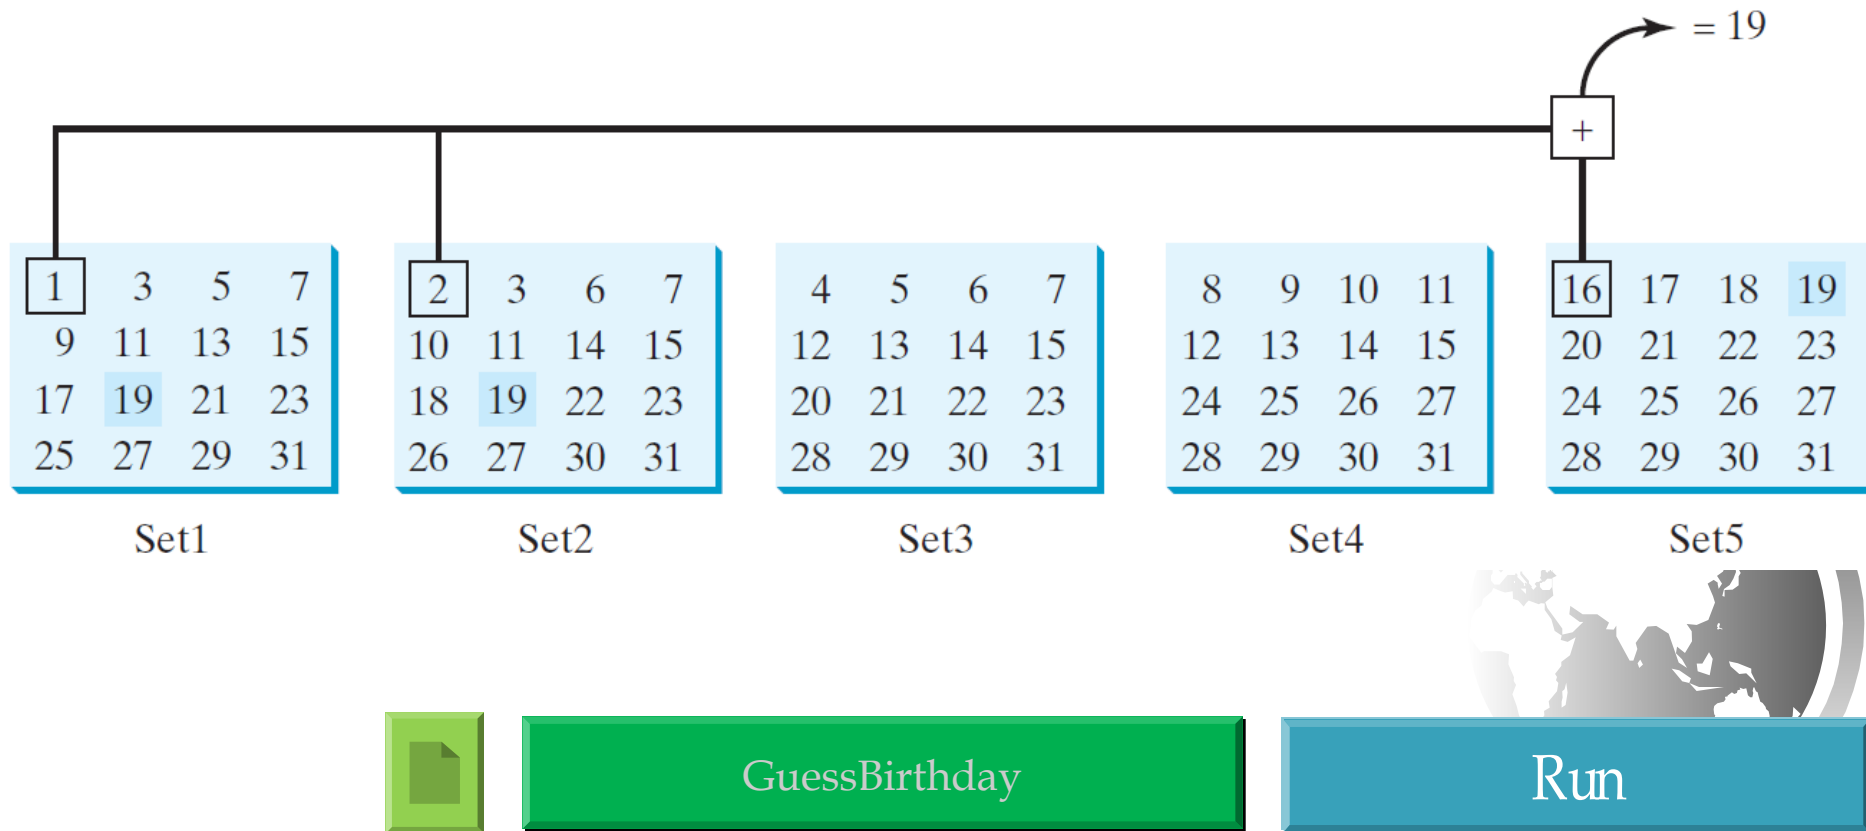 = 19
+
1 3 5 7
9 11 13 15
17 19 21 23
25 27 29 31
Set1
2 3 6 7
10 11 14 15
18 19 22 23
26 27 30 31
Set2
4 5 6 7
12 13 14 15
20 21 22 23
28 29 30 31
Set3
8 9 10 11
12 13 14 15
24 25 26 27
28 29 30 31
Set4
16 17 18 19
20 21 22 23
24 25 26 27
28 29 30 31
Set5
GuessBirthday
Run